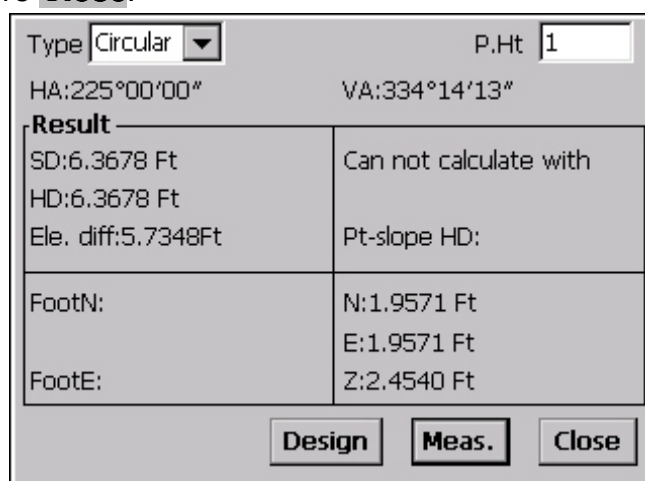 Type Circular P.Ht 1
HA:225°00'00" VA:334°14'13"
Result
SD:6.3678 Ft Can not calculate with
HD:6.3678 Ft
Ele. diff:5.7348Ft Pt-slope HD:
FootN: N:1.9571 Ft
E:1.9571 Ft
FootE: Z:2.4540 Ft
Design Meas. Close